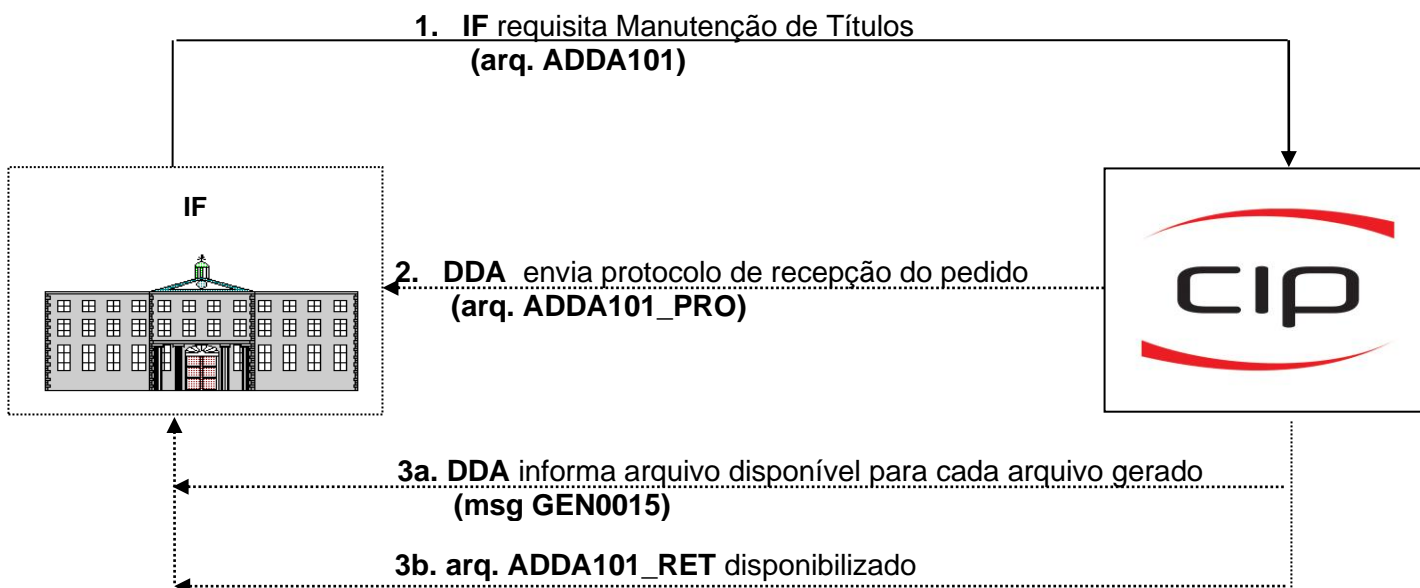 1. IF requisita Manutenção de Títulos
(arq. ADDA101)
IF
cip
2. DDA envia protocolo de recepção do pedido
(arq. ADDA101_PRO)
3a. DDA informa arquivo disponível para cada arquivo gerado
(msg GEN0015)
3b. arq. ADDA101_RET disponibilizado